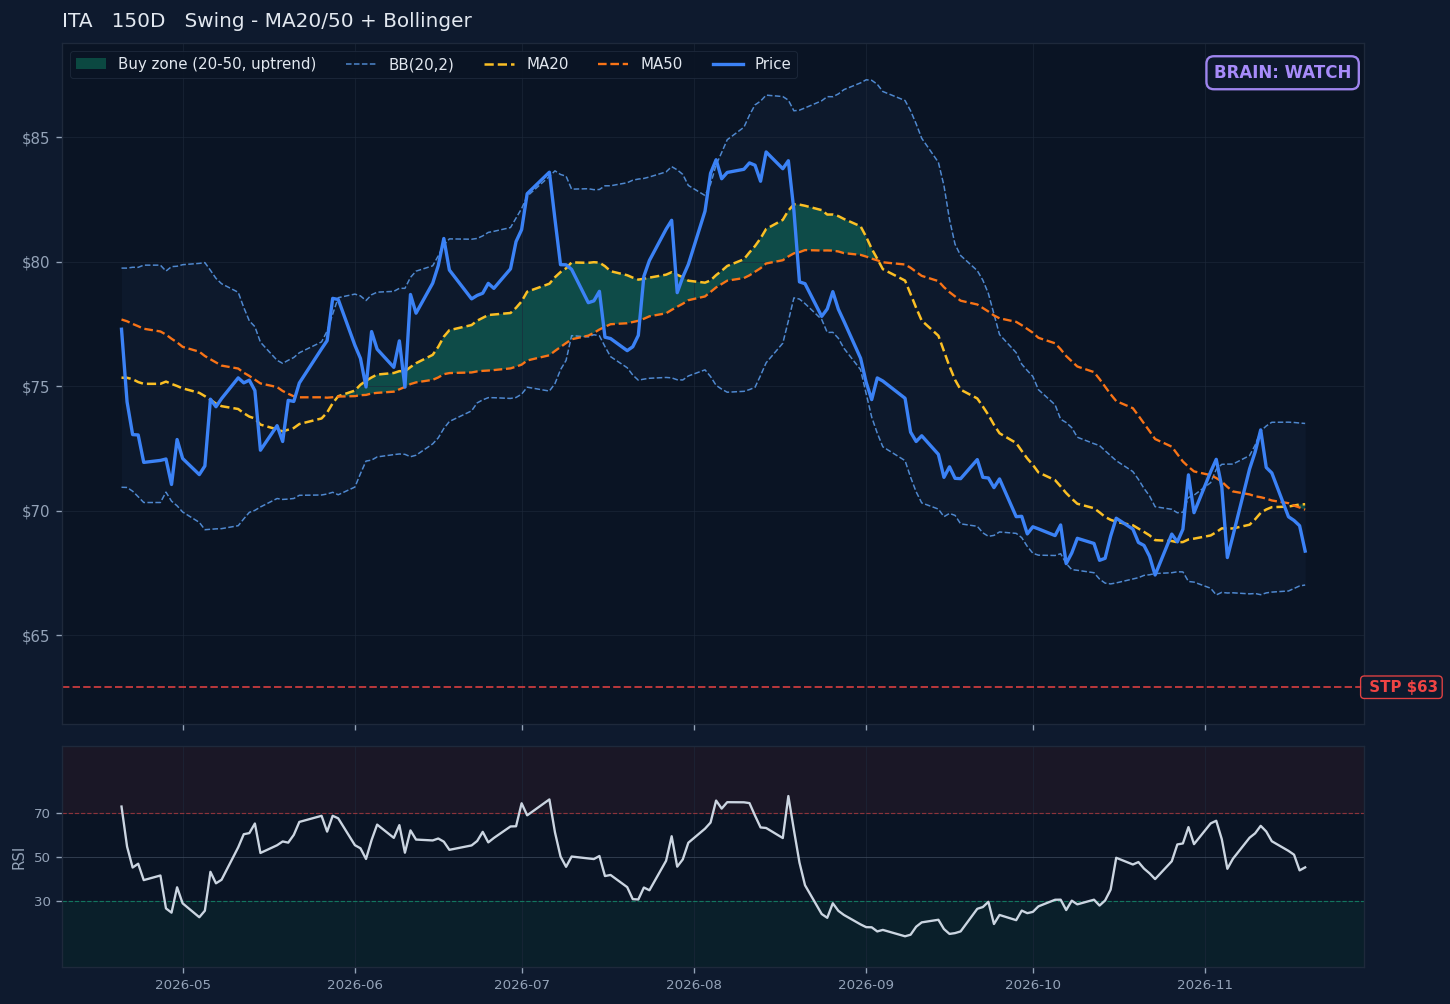 ITA   150D   Swing - MA20/50 + Bollinger
Buy zone (20-50, uptrend)   BB(20,2)   MA20   MA50   Price
BRAIN: WATCH
$85
$80
$75
$70
$65
STP $63
RSI
70
50
30
2026-05   2026-06   2026-07   2026-08   2026-09   2026-10   2026-11